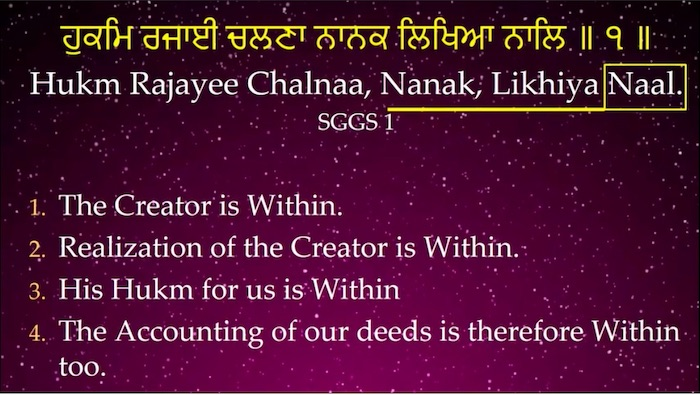 ਹੁਕਮਿ ਰਜਾਈ ਚਲਣਾ ਨਾਨਕ ਲਿਖਿਆ ਨਾਲਿ ॥ ੧ ॥
Hukm Rajayee Chalnaa, Nanak, Likhiya Naal.
SGGS 1
1. The Creator is Within.
2. Realization of the Creator is Within.
3. His Hukm for us is Within
4. The Accounting of our deeds is therefore Within
too.